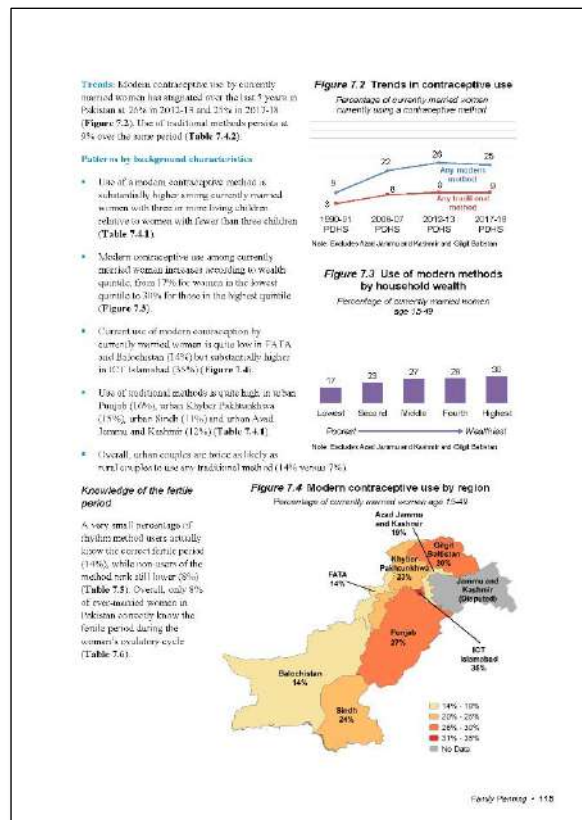 Trends: Modern contraceptive use by currently
married women has stagnated over the last 5 years in
Pakistan at 26% in 2012-13 and 25% in 2017-18
(Figure 7.2). Use of traditional methods persists at
9% over the same period (Table 7.4.2).
Patterns by background characteristics
• Use of a modern contraceptive method is
substantially higher among currently married
women with three or more living children
relative to women with fewer than three children
(Table 7.4.1).
• Modern contraceptive use among currently
married women increases according to wealth
quintile, from 17% for women in the lowest
quintile to 30% for those in the highest quintile
(Figure 7.3).
• Current use of modern contraception by
currently married women is quite low in FATA
and Balochistan (14%) but substantially higher
in ICT Islamabad (35%) (Figure 7.4).
• Use of traditional methods is quite high in urban
Punjab (16%), urban Khyber Pakhtunkhwa
(15%), urban Sindh (11%) and urban Azad
Jammu and Kashmir (12%) (Table 7.4.1).
• Overall, urban couples are twice as likely as
rural couples to use any traditional method (14% versus 7%).
Figure 7.2 Trends in contraceptive use
Percentage of currently married women
currently using a contraceptive method
9
22
26
25
Any modern
method
3
8
Any traditional
method
1990-91
PDHS
2006-07
PDHS
2012-13
PDHS
2017-18
PDHS
Note: Excludes Azad Jammu and Kashmir and Gilgit Baltistan
Figure 7.3 Use of modern methods
by household wealth
Percentage of currently married women
age 15-49
17
23
27
28
30
Lowest
Second
Middle
Fourth
Highest
Poorest
Wealthiest
Note: Excludes Azad Jammu and Kashmir and Gilgit Baltistan
Knowledge of the fertile
period
A very small percentage of
rhythm method users actually
know the correct fertile period
(14%), while non-users of the
method rank still lower (8%)
(Table 7.5). Overall, only 8%
of ever-married women in
Pakistan correctly know the
fertile period during the
woman's ovulatory cycle
(Table 7.6).
Figure 7.4 Modern contraceptive use by region
Percentage of currently married women age 15-49
Azad Jammu
and Kashmir
19%
Gilgit
Baltistan
30%
Khyber
Pakhtunkhwa
23%
FATA
14%
Jammu and
Kashmir
(Disputed)
Punjab
27%
ICT
Islamabad
35%
Balochistan
14%
Sindh
24%
14% - 19%
20% - 25%
26% - 30%
31% - 35%
No Data
Family Planning •